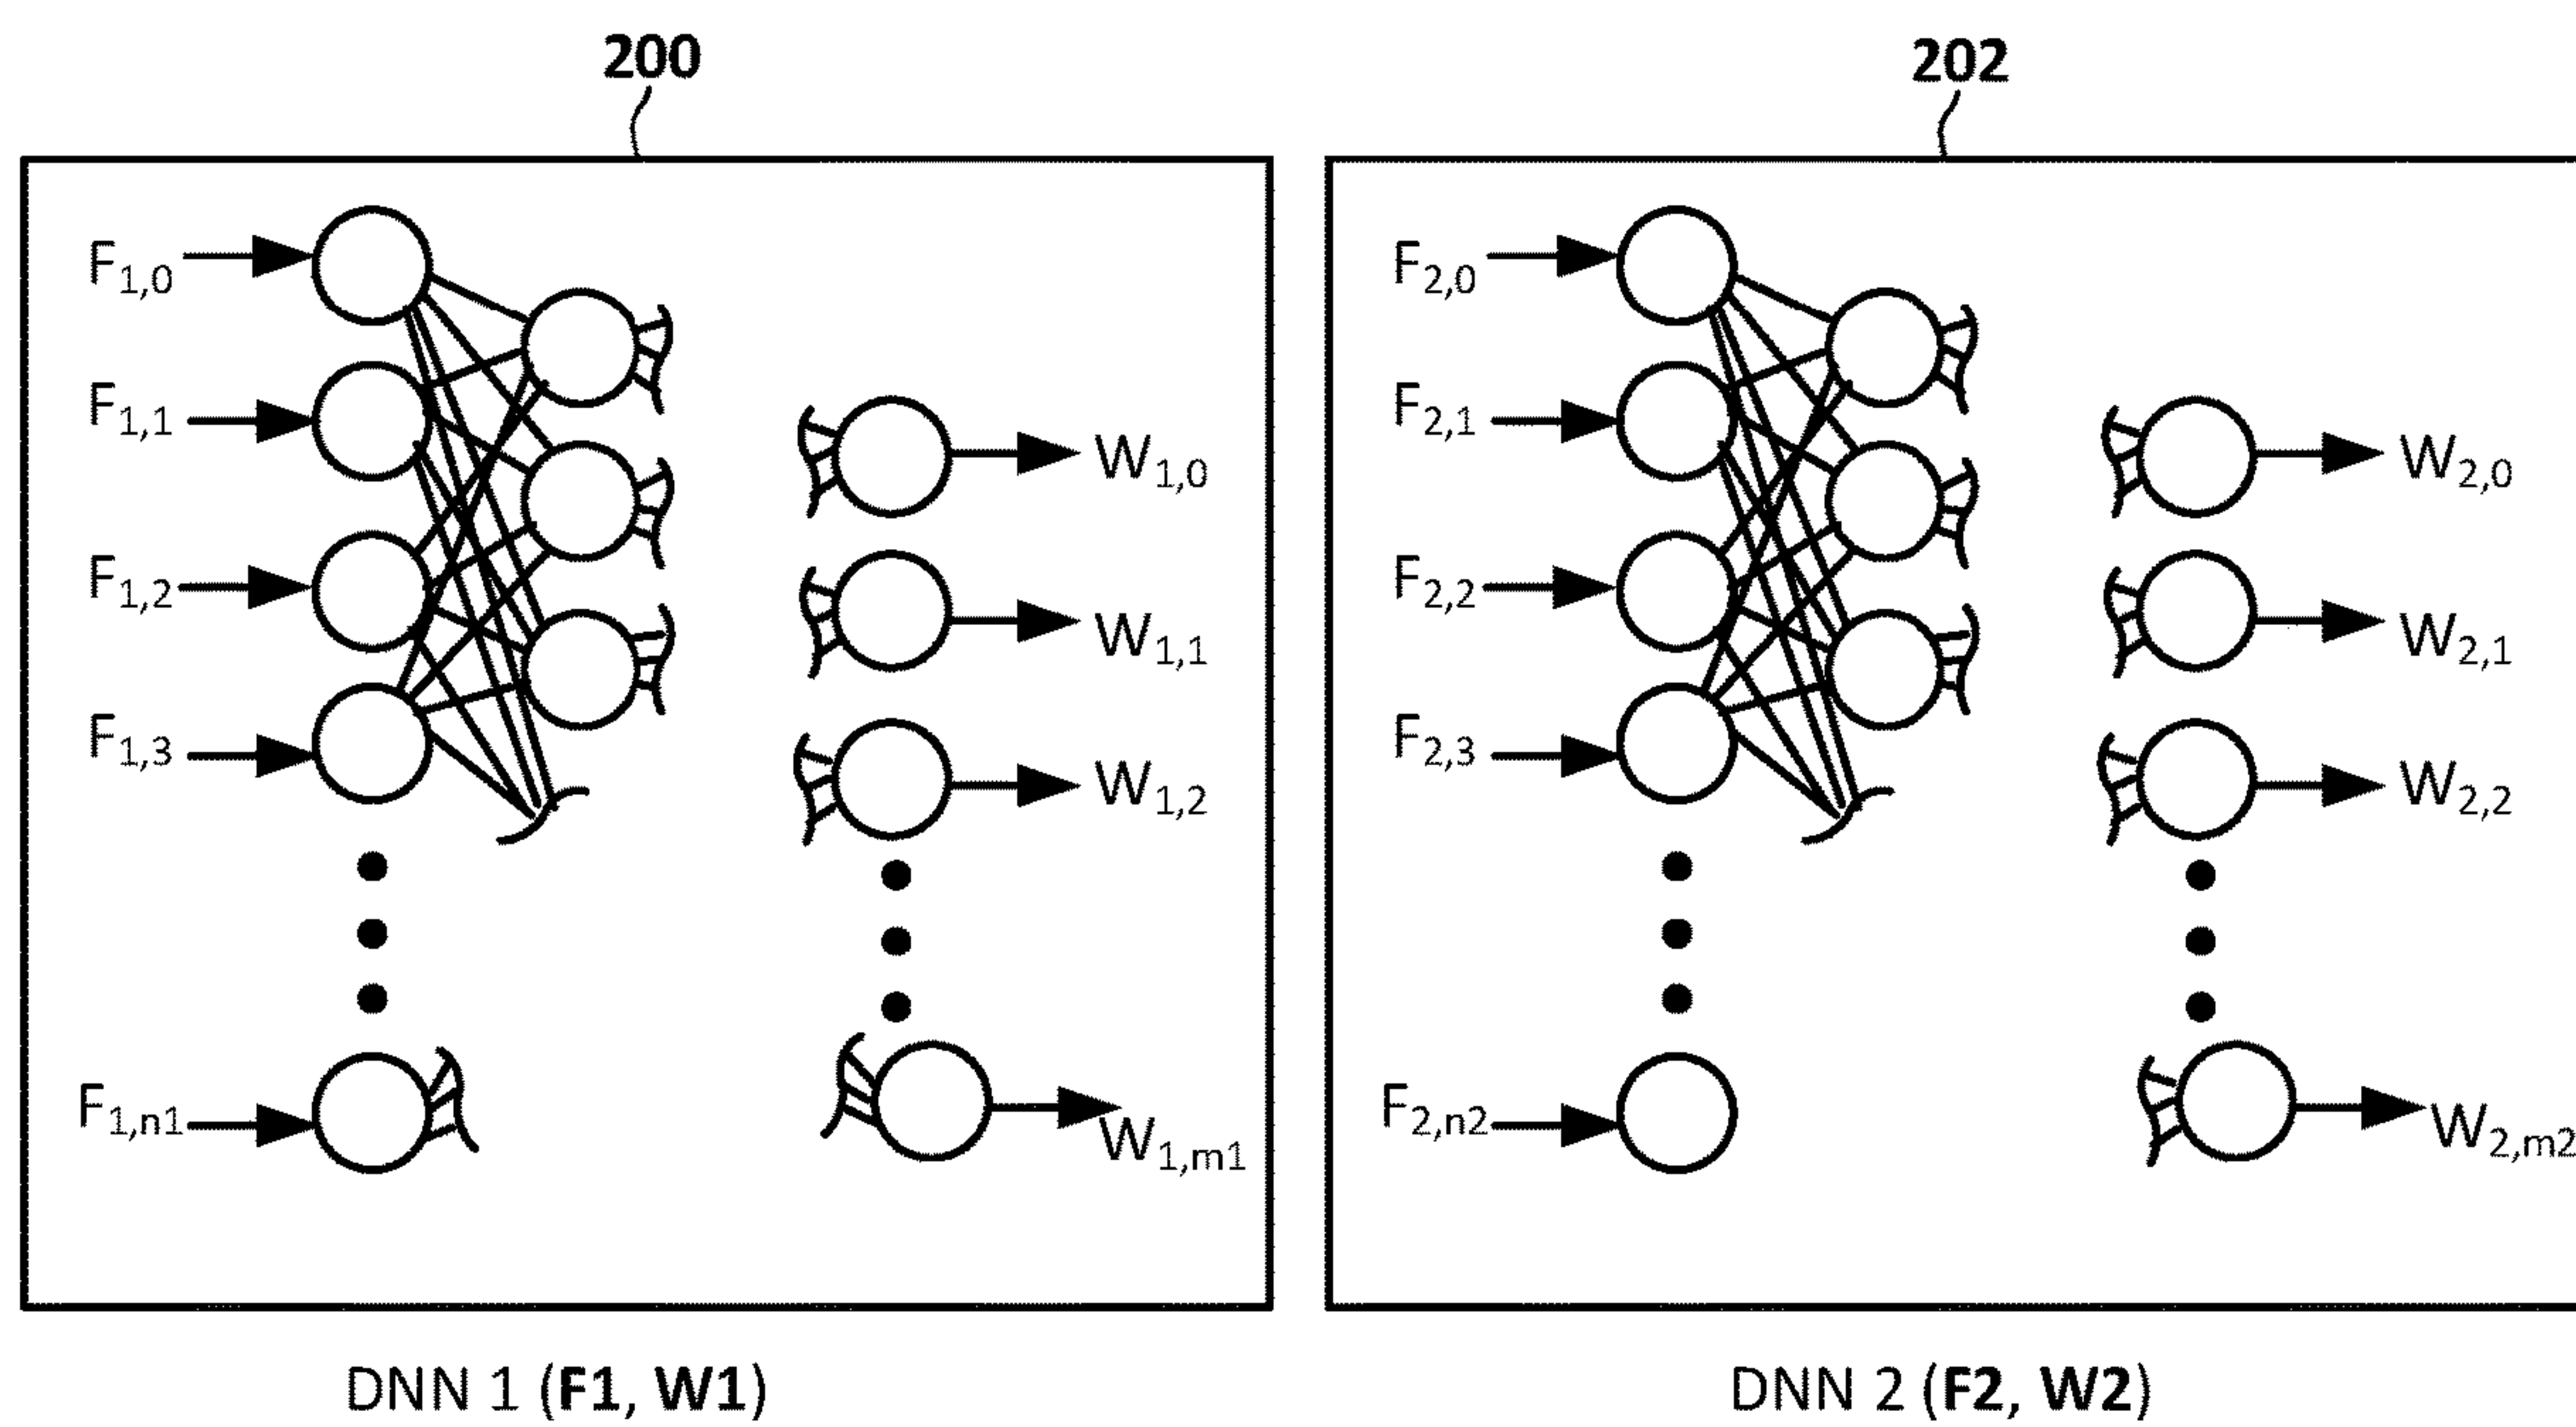 200
202
F1,0
F1,1
F1,2
F1,3
F1,n1
W1,0
W1,1
W1,2
W1,m1
F2,0
F2,1
F2,2
F2,3
F2,n2
W2,0
W2,1
W2,2
W2,m2
DNN 1 (F1, W1)
DNN 2 (F2, W2)